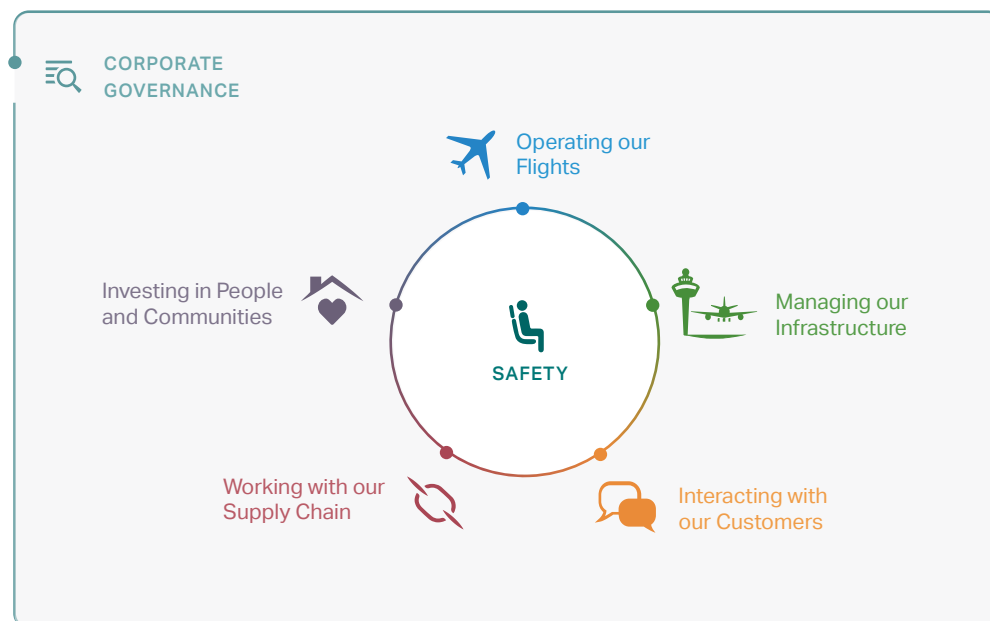 CORPORATE
GOVERNANCE
Operating our
Flights
Investing in People
and Communities
Managing our
Infrastructure
SAFETY
Working with our
Supply Chain
Interacting with
our Customers